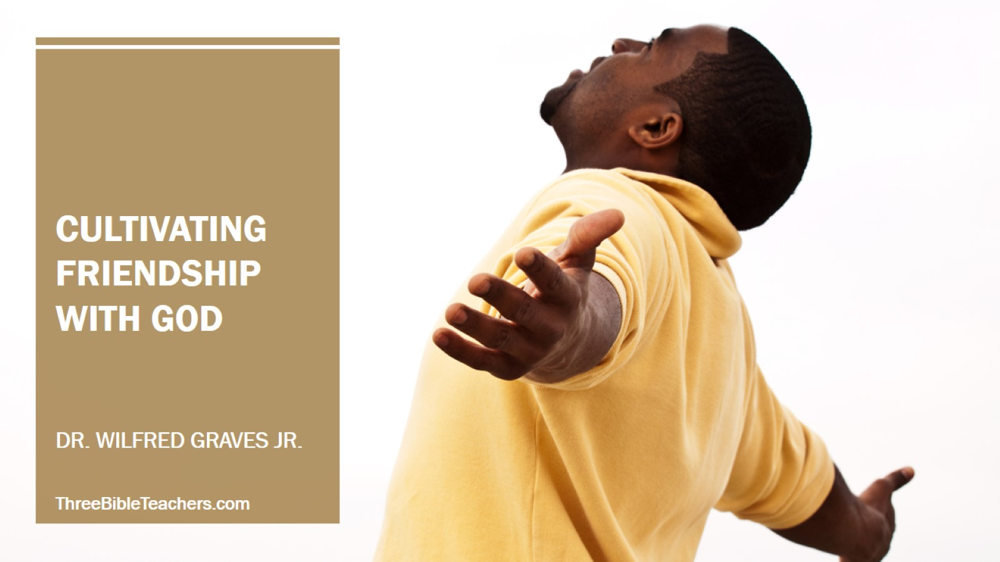 CULTIVATING
FRIENDSHIP
WITH GOD
DR. WILFRED GRAVES JR.
ThreeBibleTeachers.com